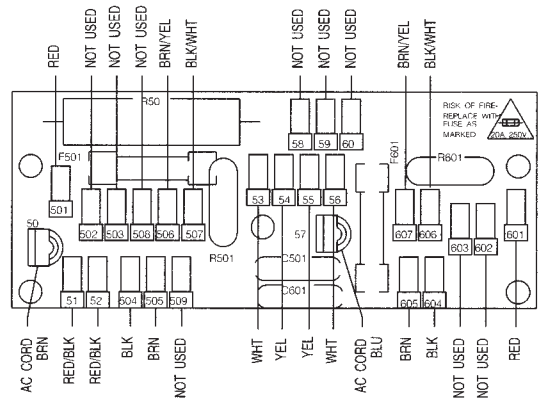 RED
NOT USED
NOT USED
NOT USED
BRN/YEL
BLK/WHT
NOT USED
NOT USED
NOT USED
BRN/YEL
BLK/WHT
R50
RISK OF FIRE-
REPLACE WITH
FUSE AS
MARKED
20A 250V
58
59
60
F501
F601
R601
501
53
54
55
56
50
502
503
508
506
507
57
607
606
603
602
601
R501
C501
C601
51
52
504
505
509
605
604
AC CORD
BRN
RED/BLK
RED/BLK
BLK
BRN
NOT USED
WHT
YEL
YEL
WHT
AC CORD
BLU
BRN
BLK
NOT USED
NOT USED
RED